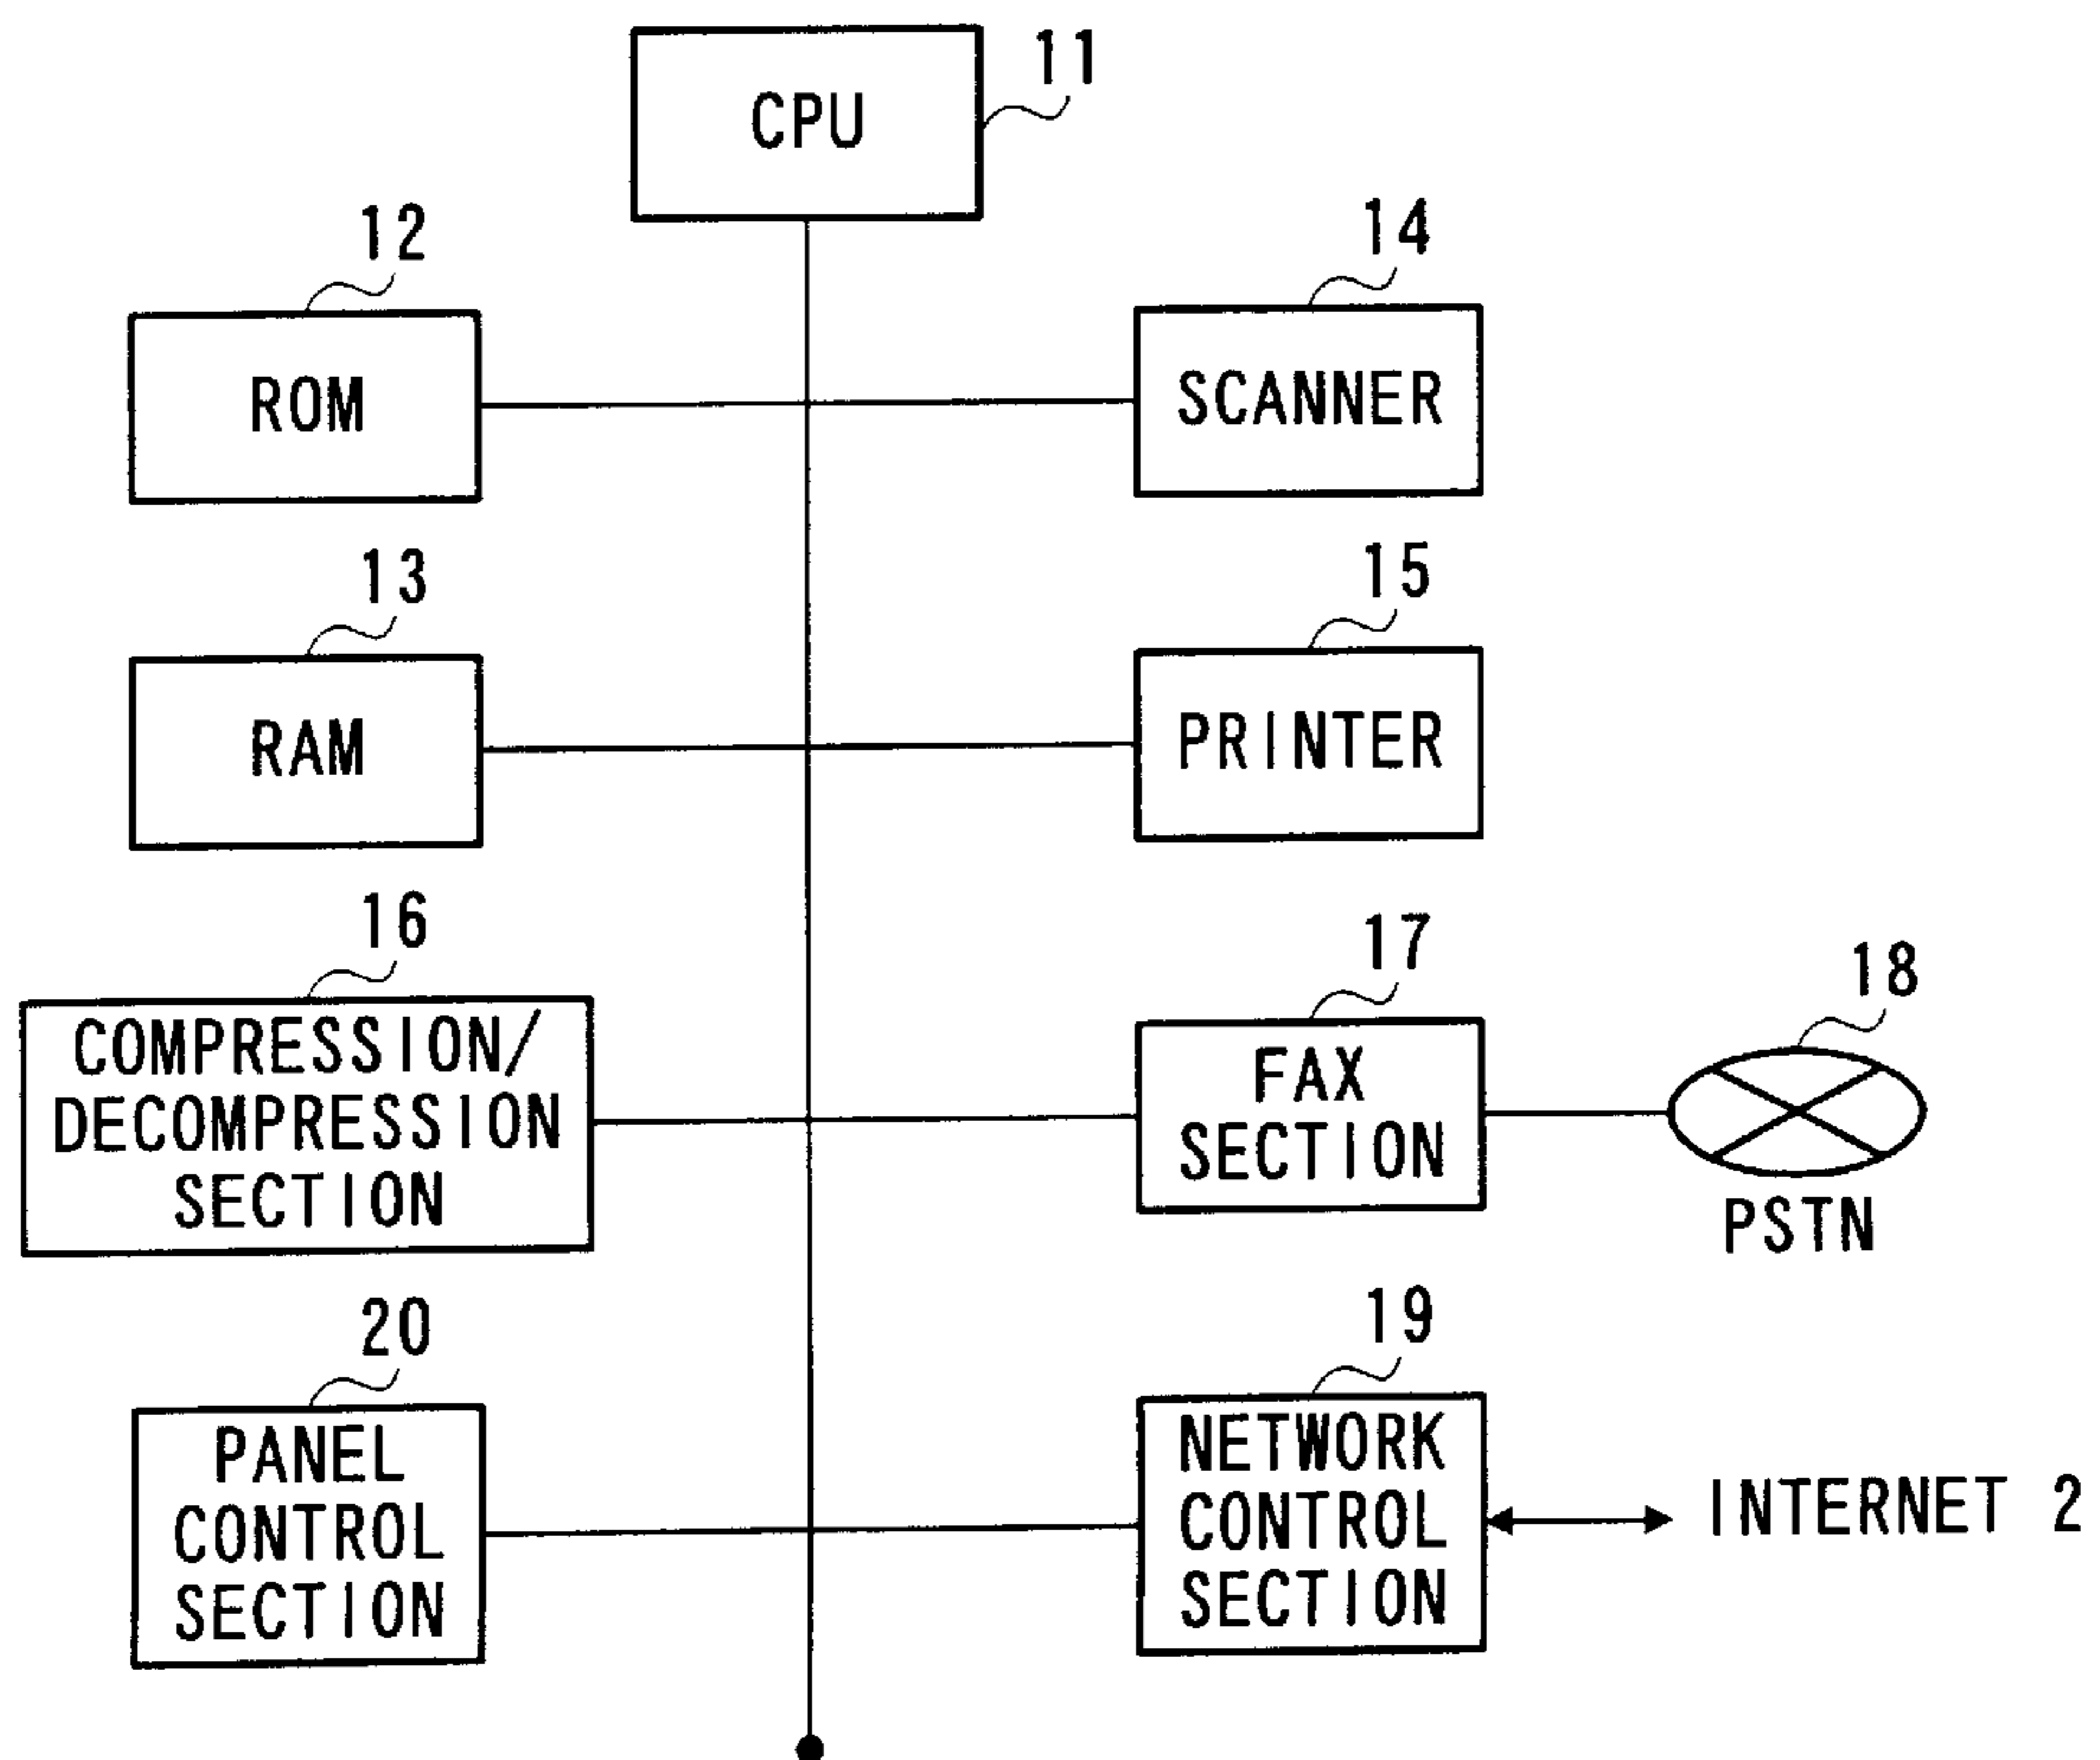 11
CPU
12
14
ROM
SCANNER
13
15
RAM
PRINTER
16
17
18
COMPRESSION/
DECOMPRESSION
SECTION
FAX
SECTION
PSTN
20
19
PANEL
CONTROL
SECTION
NETWORK
CONTROL
SECTION
INTERNET 2